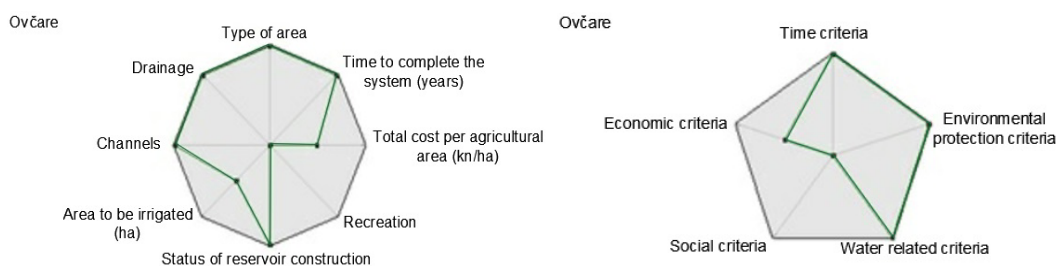 Ovčare
Type of area
Time to complete the
system (years)
Total cost per agricultural
area (kn/ha)
Recreation
Status of reservoir construction
Area to be irrigated
(ha)
Channels
Drainage
Ovčare
Time criteria
Environmental
protection criteria
Water related criteria
Social criteria
Economic criteria